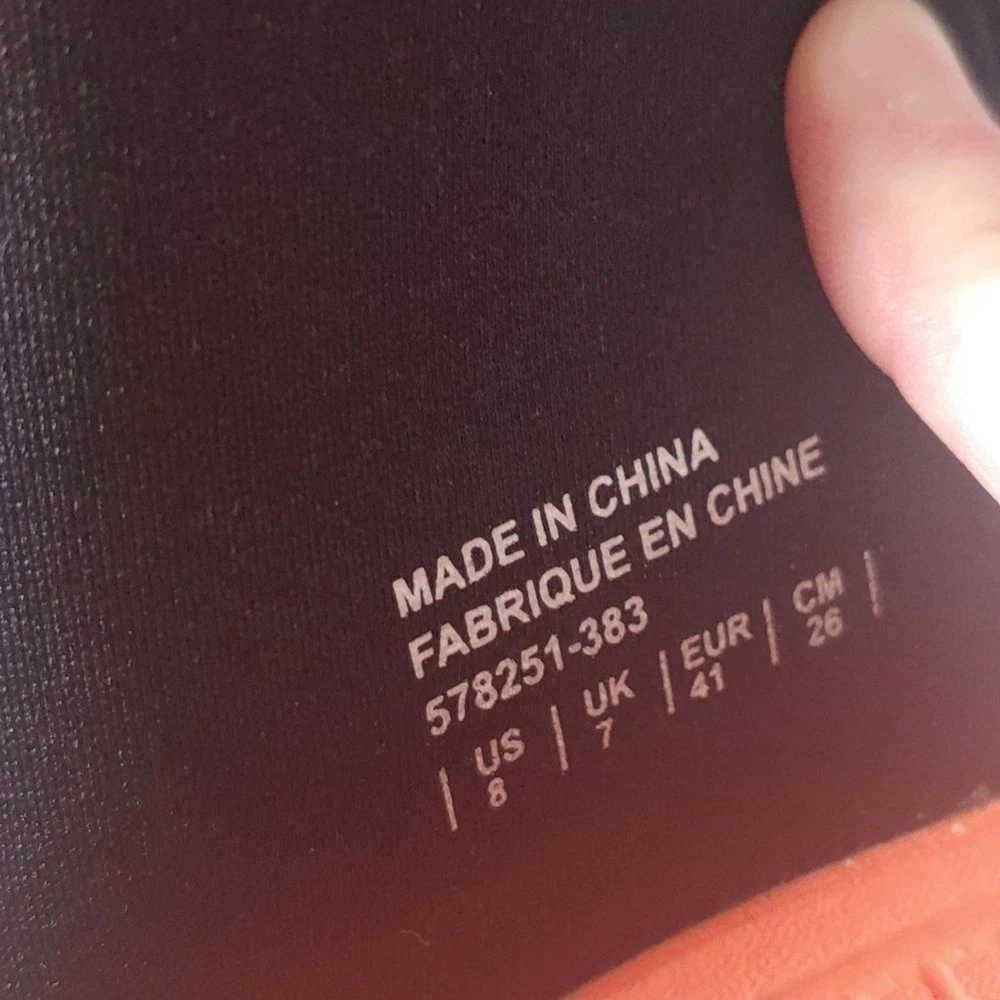 MADE IN CHINA
FABRIQUE EN CHINE
578251-383
| US | UK | EUR | CM |
8 7 41 26